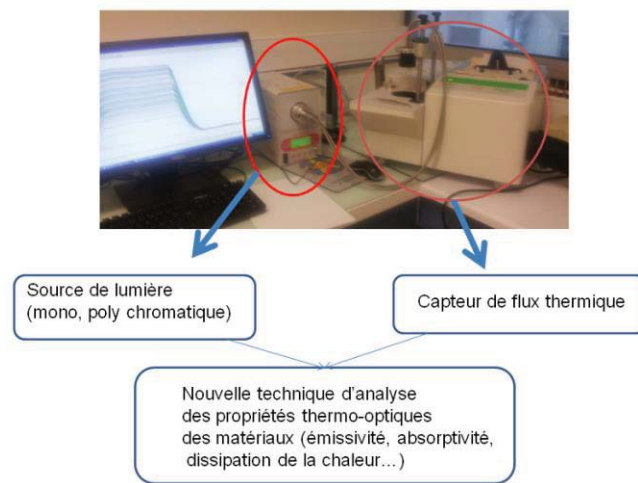 Source de lumière
(mono, poly chromatique)
Capteur de flux thermique
Nouvelle technique d'analyse
des propriétés thermo-optiques
des matériaux (émissivité, absorptivité,
dissipation de la chaleur...)